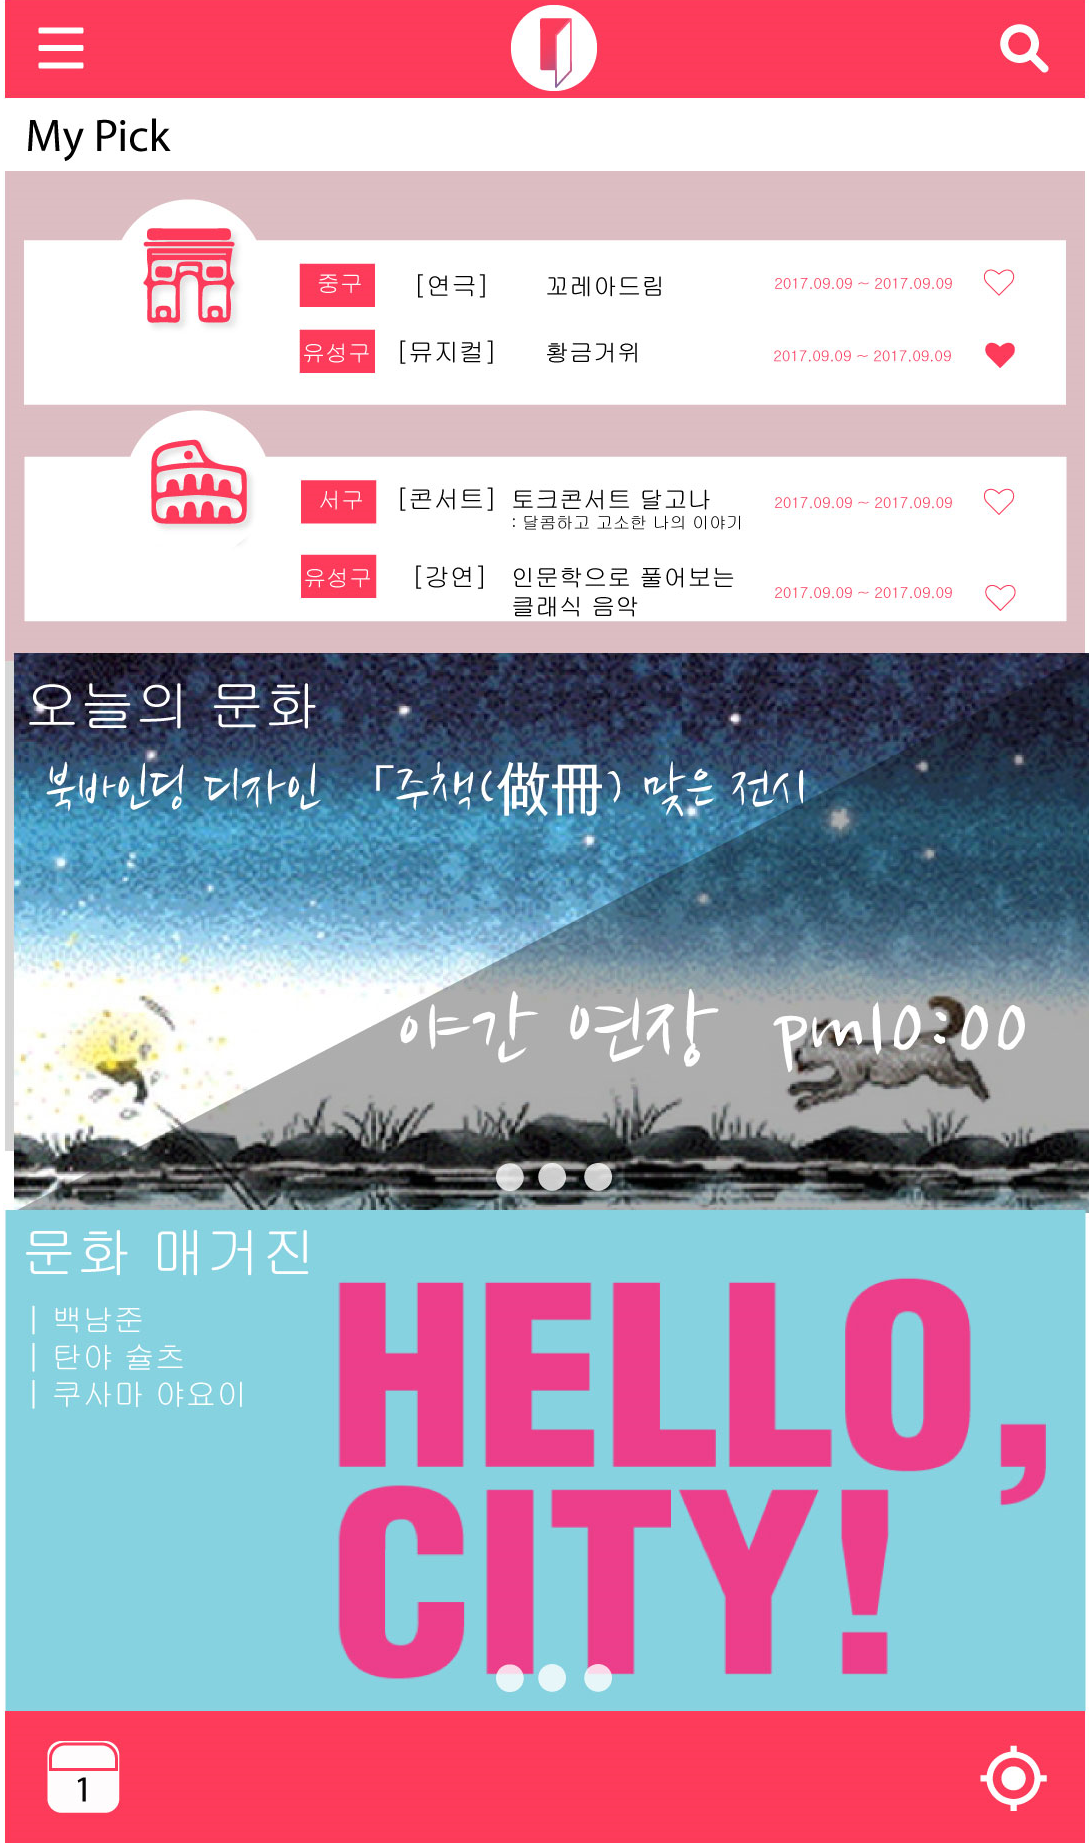 My Pick
중구 [연극] 꼬레아드림 2017.09.09 ~ 2017.09.09
유성구 [뮤지컬] 황금거위 2017.09.09 ~ 2017.09.09
서구 [콘서트] 토크콘서트 달고나 2017.09.09 ~ 2017.09.09
: 달콤하고 고소한 나의 이야기
유성구 [강연] 인문학으로 풀어보는 2017.09.09 ~ 2017.09.09
클래식 음악
오늘의 문화
북바인딩 디자인 「주책(做冊) 맞은 전시
야간 연장 pm10:00
문화 매거진
| 백남준
| 탄야 슐츠
| 쿠사마 야요이
HELLO,
CITY!
1